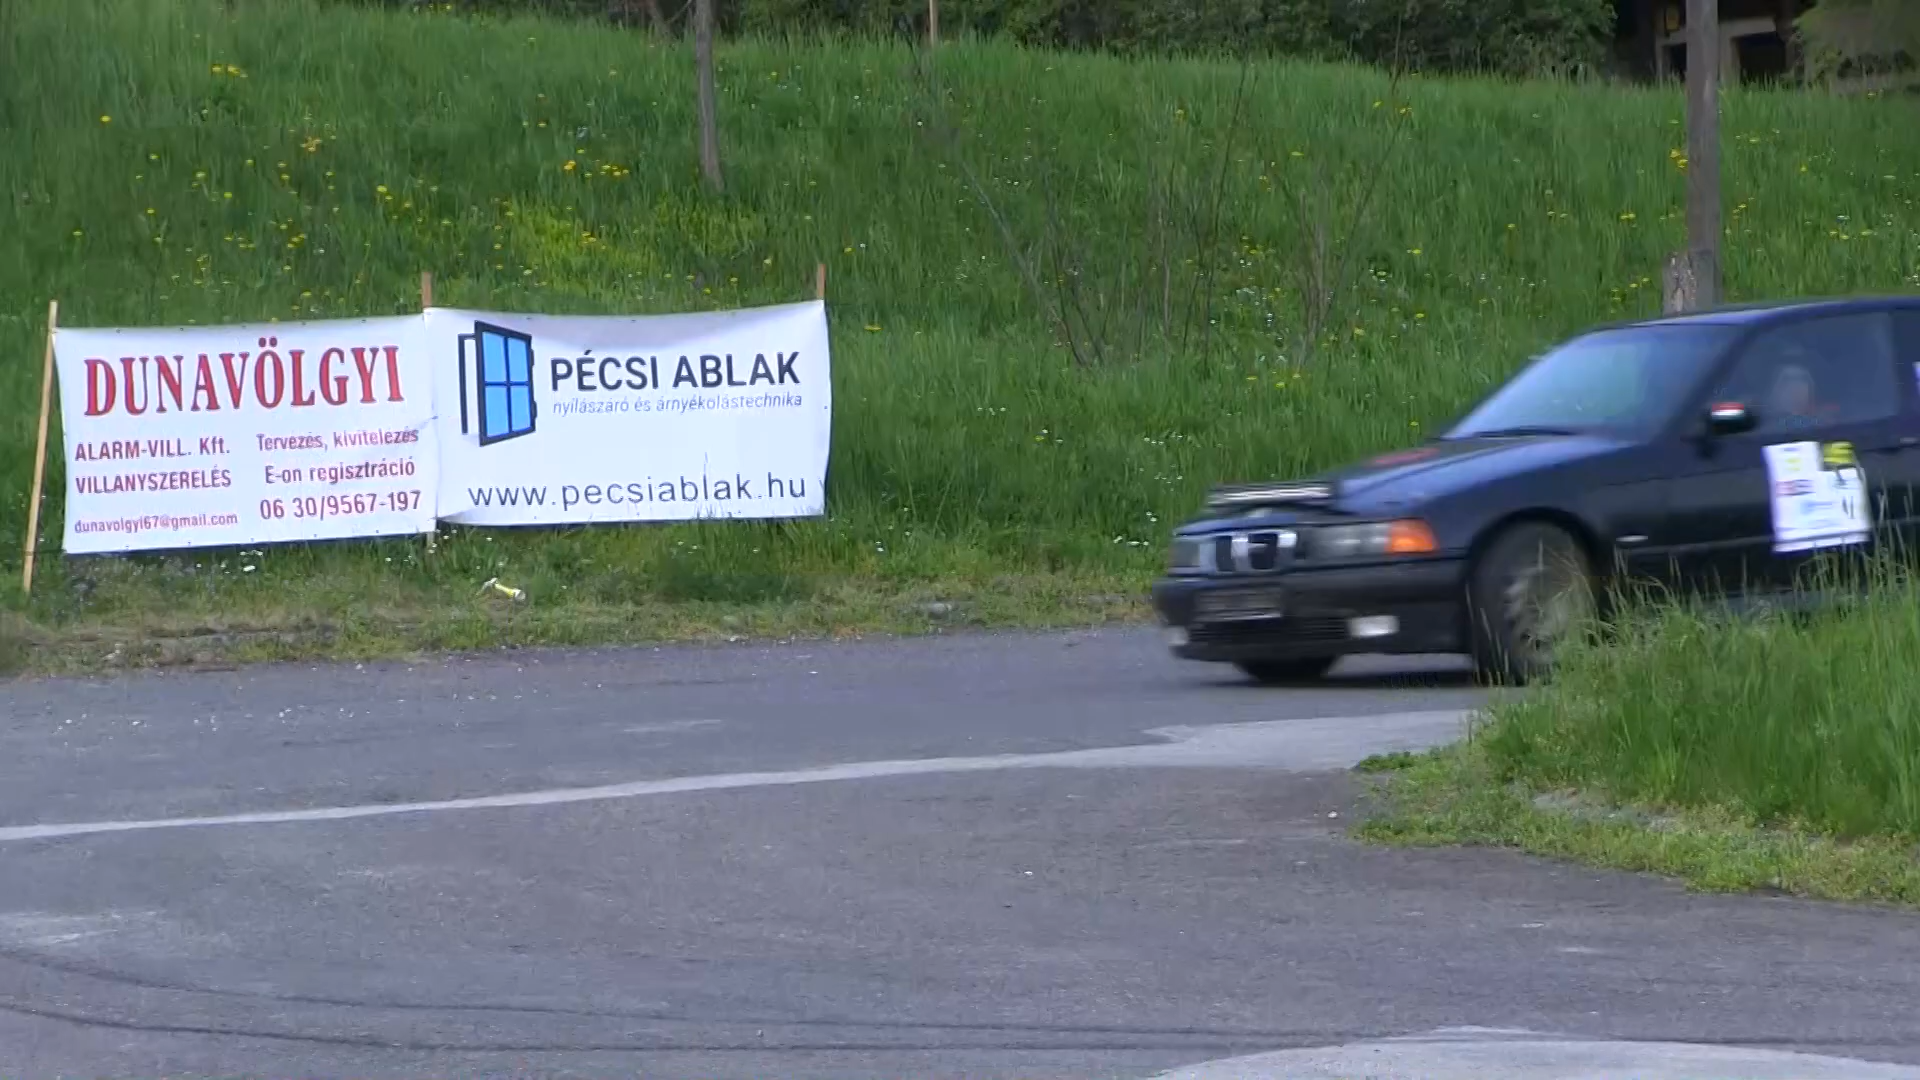 DUNAVÖLGYI
ALARM-VILL. Kft.
VILLANYSZERELÉS
dunavolgyi67@gmail.com
Tervezés, kivitelezés
E-on regisztráció
06 30/9567-197
PÉCSI ABLAK
nyílászáró és árnyékolástechnika
www.pecsiablak.hu